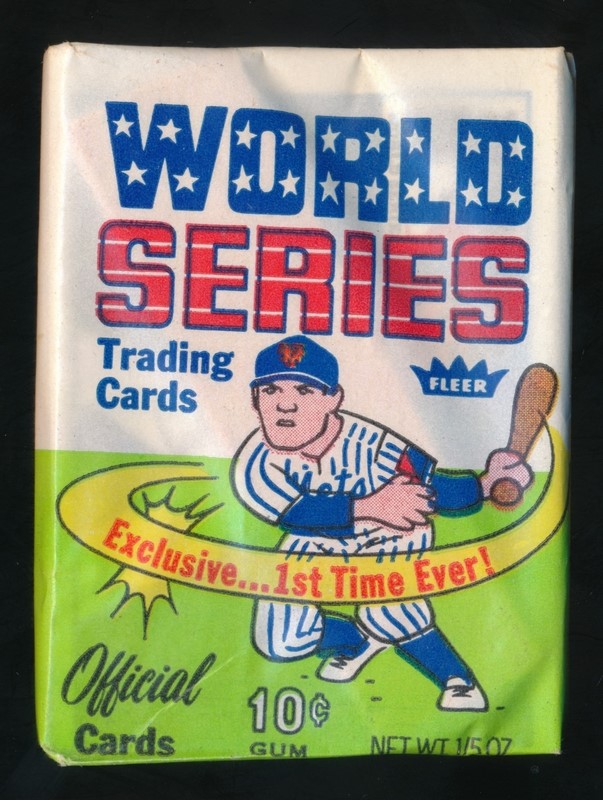 WORLD
SERIES
Trading
Cards
FLEER
Mets
Exclusive...1st Time Ever!
Official
Cards
10¢
GUM
NET WT. 1/5 OZ